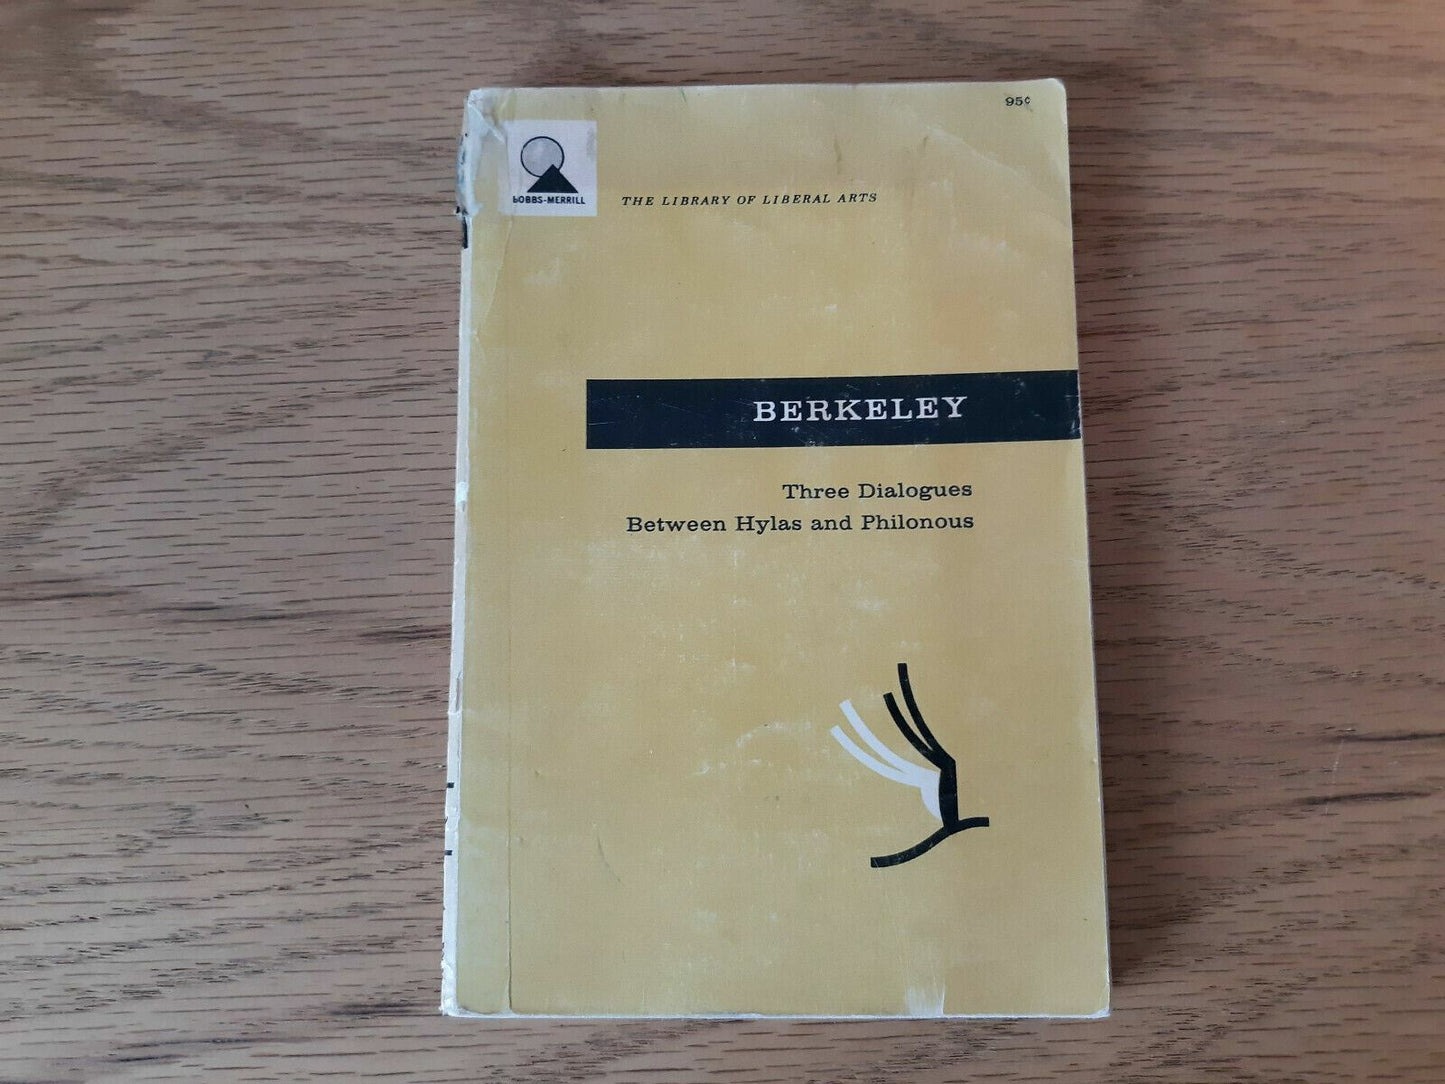 95¢
BOBBS-MERRILL
THE LIBRARY OF LIBERAL ARTS
BERKELEY
Three Dialogues
Between Hylas and Philonous